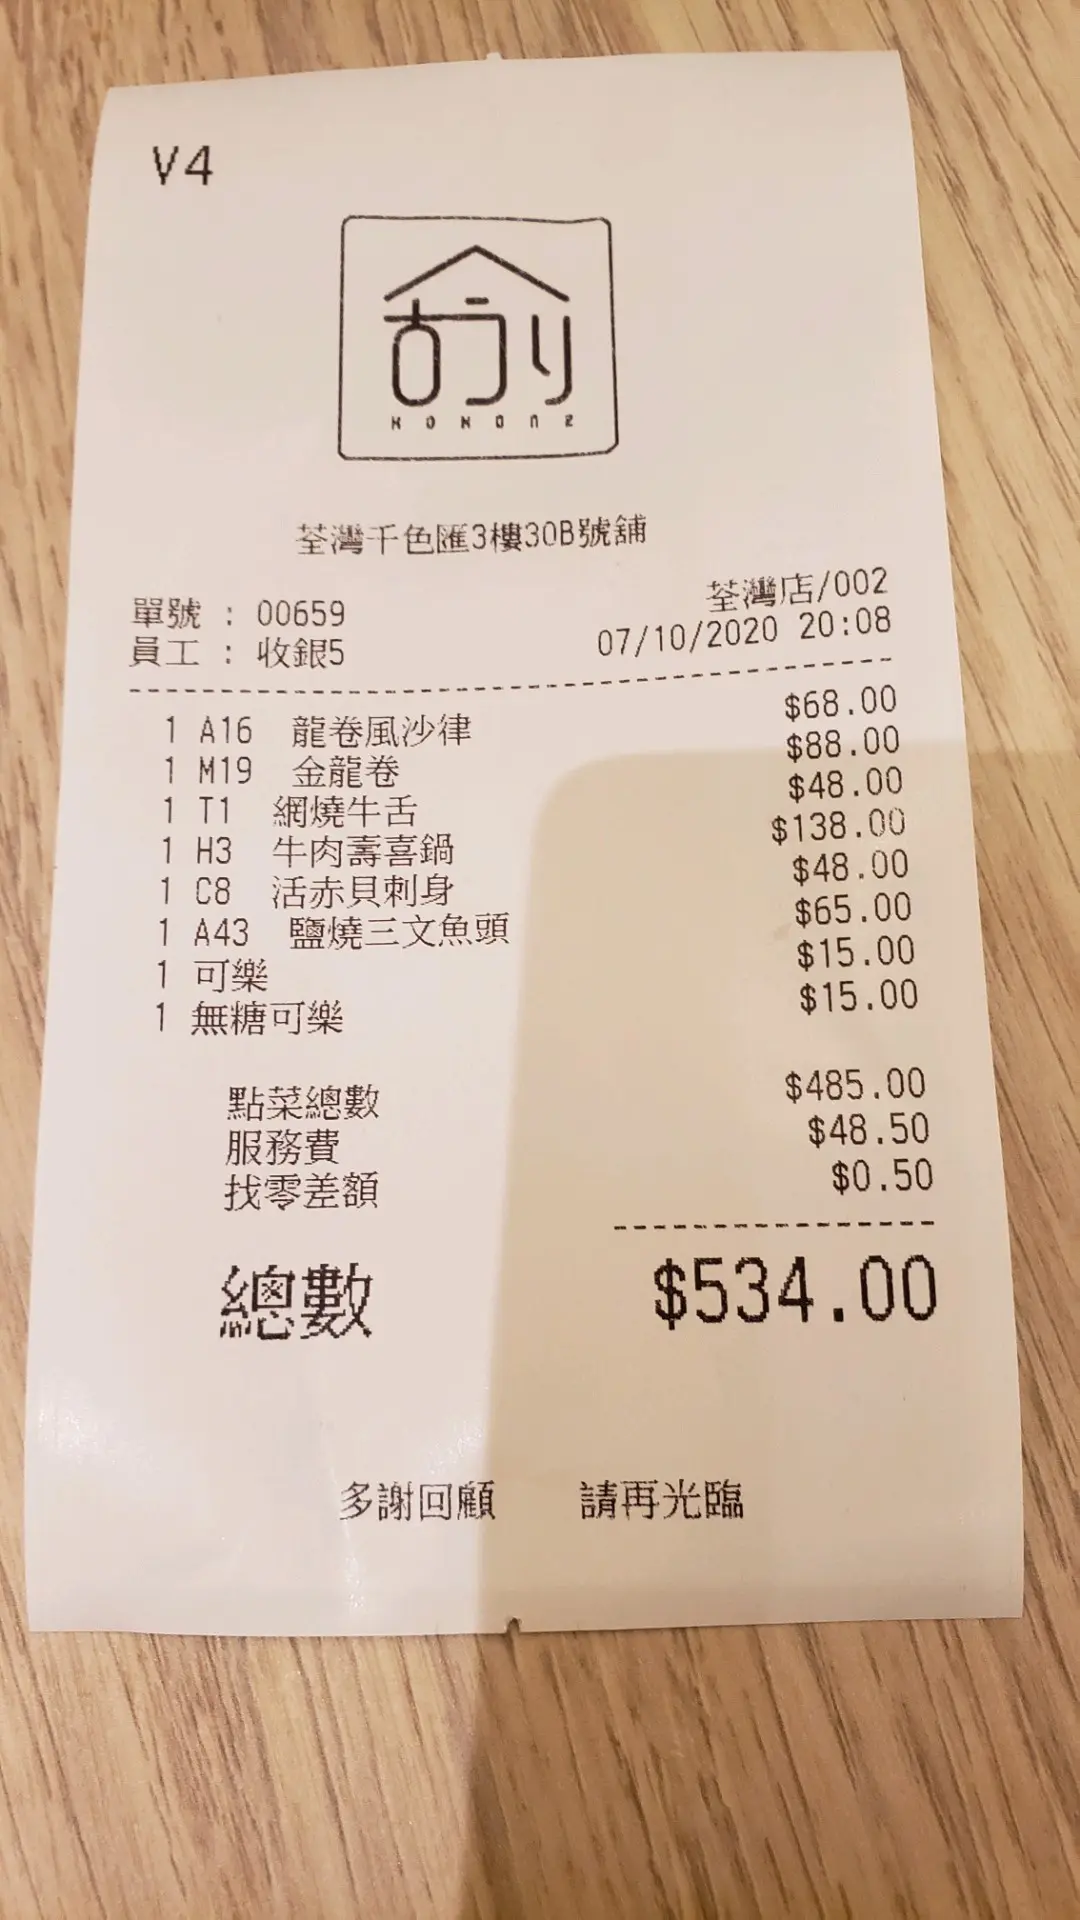 V4
古うり
KOKONI
荃灣千色匯3樓30B號舖
荃灣店/002
單號 : 00659
07/10/2020 20:08
員工 : 收銀5
1 A16 龍卷風沙律 $68.00
1 M19 金龍卷 $88.00
1 T1 網燒牛舌 $48.00
1 H3 牛肉壽喜鍋 $138.00
1 C8 活赤貝刺身 $48.00
1 A43 鹽燒三文魚頭 $65.00
1 可樂 $15.00
1 無糖可樂 $15.00
點菜總數 $485.00
服務費 $48.50
找零差額 $0.50
總數 $534.00
多謝回顧 請再光臨